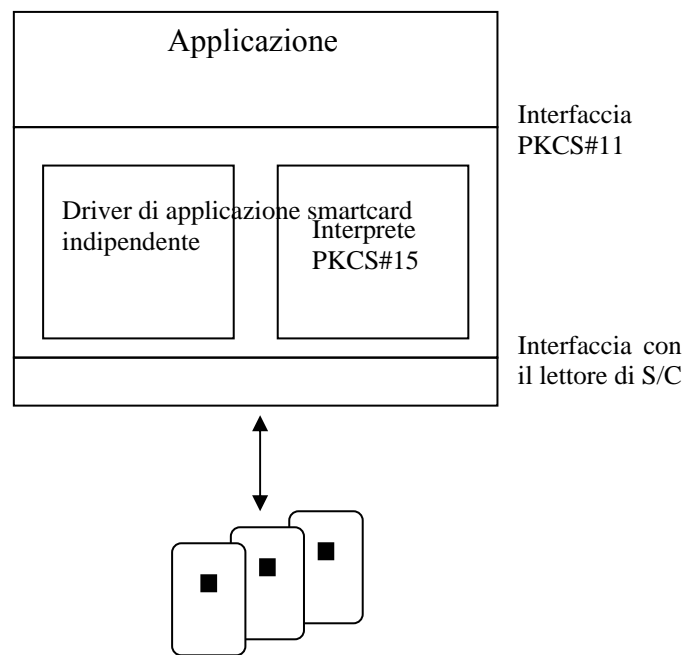 Applicazione
Interfaccia
PKCS#11
Driver di applicazione smartcard
indipendente
Interprete
PKCS#15
Interfaccia con
il lettore di S/C